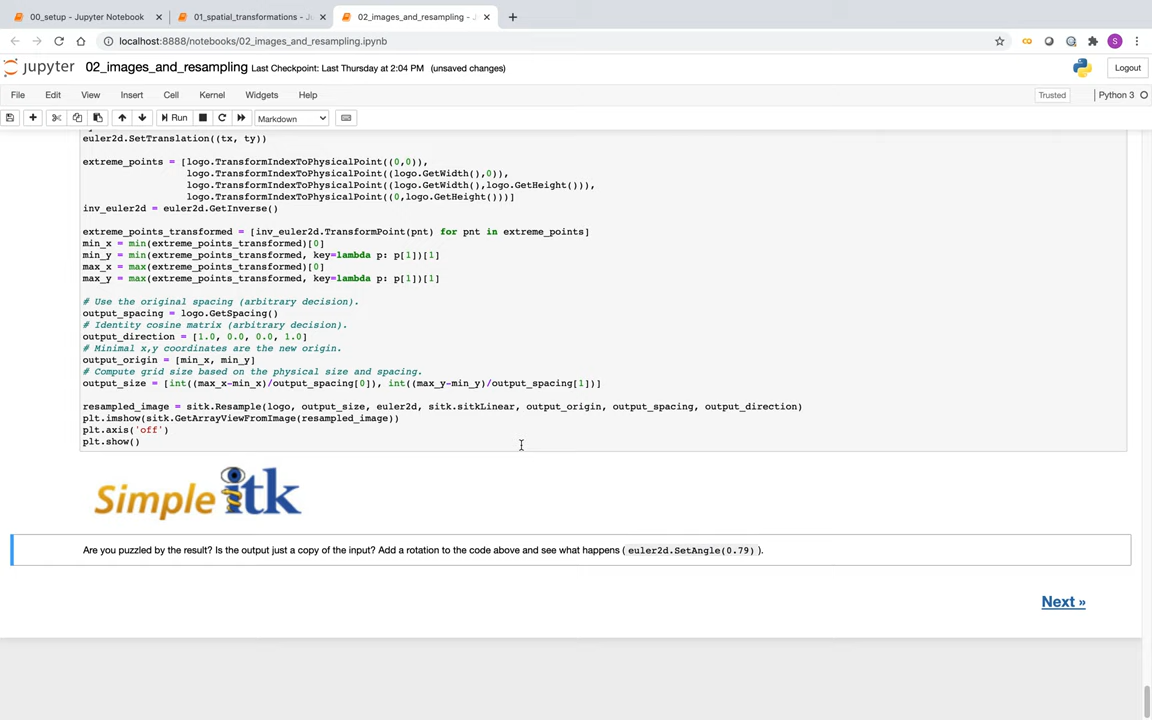 00_setup - Jupyter Notebook
01_spatial_transformations - J
02_images_and_resampling - J
localhost:8888/notebooks/02_images_and_resampling.ipynb
S
jupyter 02_images_and_resampling Last Checkpoint: Last Thursday at 2:04 PM (unsaved changes)
Logout
File Edit View Insert Cell Kernel Widgets Help
Trusted
Python 3
Run
Markdown
euler2d.SetTranslation((tx, ty))
extreme_points = [logo.TransformIndexToPhysicalPoint((0,0)),
logo.TransformIndexToPhysicalPoint((logo.GetWidth(),0)),
logo.TransformIndexToPhysicalPoint((logo.GetWidth(),logo.GetHeight())),
logo.TransformIndexToPhysicalPoint((0,logo.GetHeight()))]
inv_euler2d = euler2d.GetInverse()
extreme_points_transformed = [inv_euler2d.TransformPoint(pnt) for pnt in extreme_points]
min_x = min(extreme_points_transformed)[0]
min_y = min(extreme_points_transformed, key=lambda p: p[1])[1]
max_x = max(extreme_points_transformed)[0]
max_y = max(extreme_points_transformed, key=lambda p: p[1])[1]
# Use the original spacing (arbitrary decision).
output_spacing = logo.GetSpacing()
# Identity cosine matrix (arbitrary decision).
output_direction = [1.0, 0.0, 0.0, 1.0]
# Minimal x,y coordinates are the new origin.
output_origin = [min_x, min_y]
# Compute grid size based on the physical size and spacing.
output_size = [int((max_x-min_x)/output_spacing[0]), int((max_y-min_y)/output_spacing[1])]
resampled_image = sitk.Resample(logo, output_size, euler2d, sitk.sitkLinear, output_origin, output_spacing, output_direction)
plt.imshow(sitk.GetArrayViewFromImage(resampled_image))
plt.axis('off')
plt.show()
Simple itk
Are you puzzled by the result? Is the output just a copy of the input? Add a rotation to the code above and see what happens (euler2d.SetAngle(0.79)).
Next »